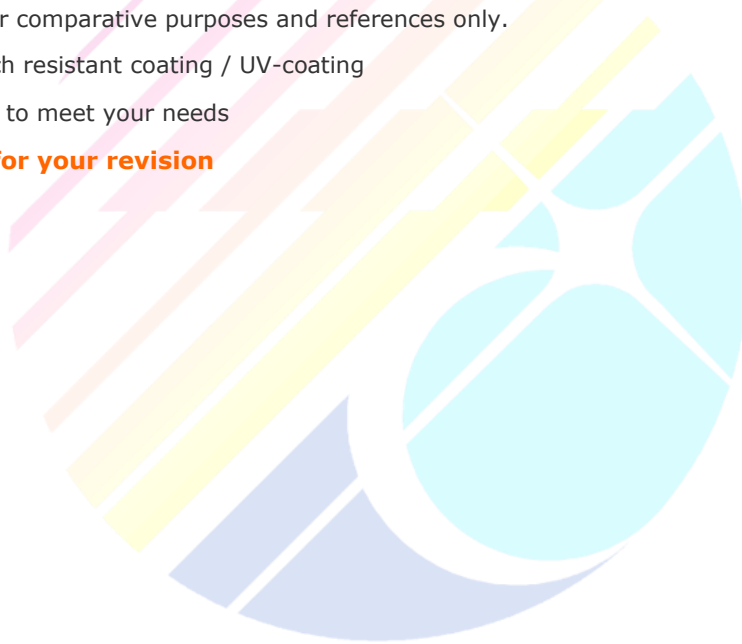 r comparative purposes and references only.
h resistant coating / UV-coating
to meet your needs
for your revision